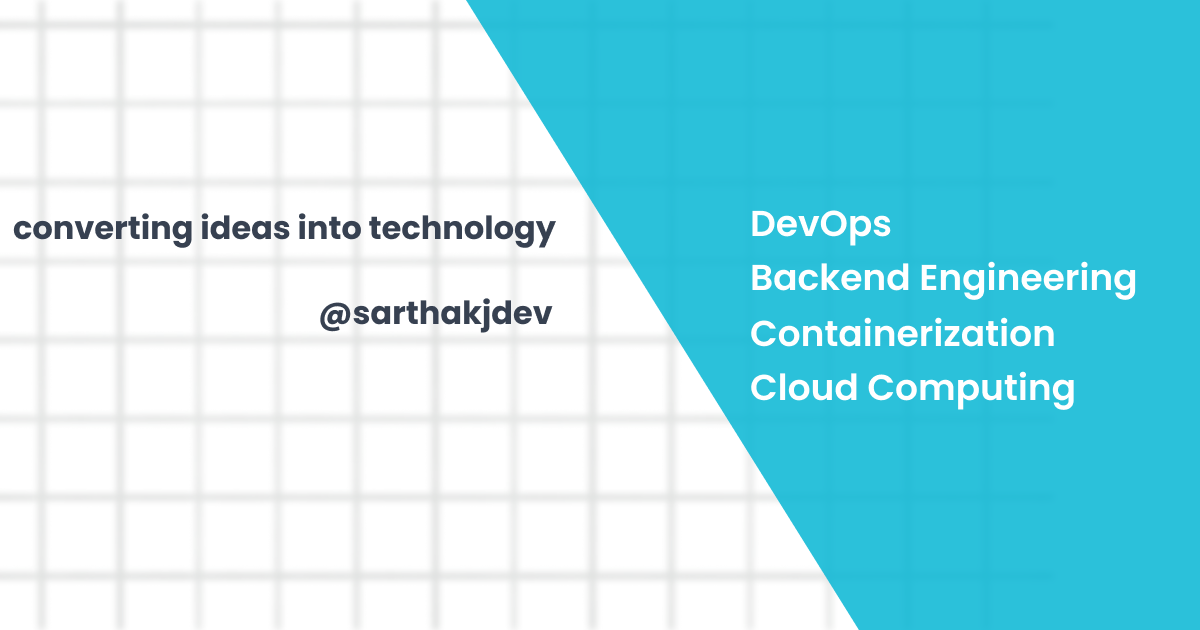 converting ideas into technology
@sarthakjdev
DevOps
Backend Engineering
Containerization
Cloud Computing